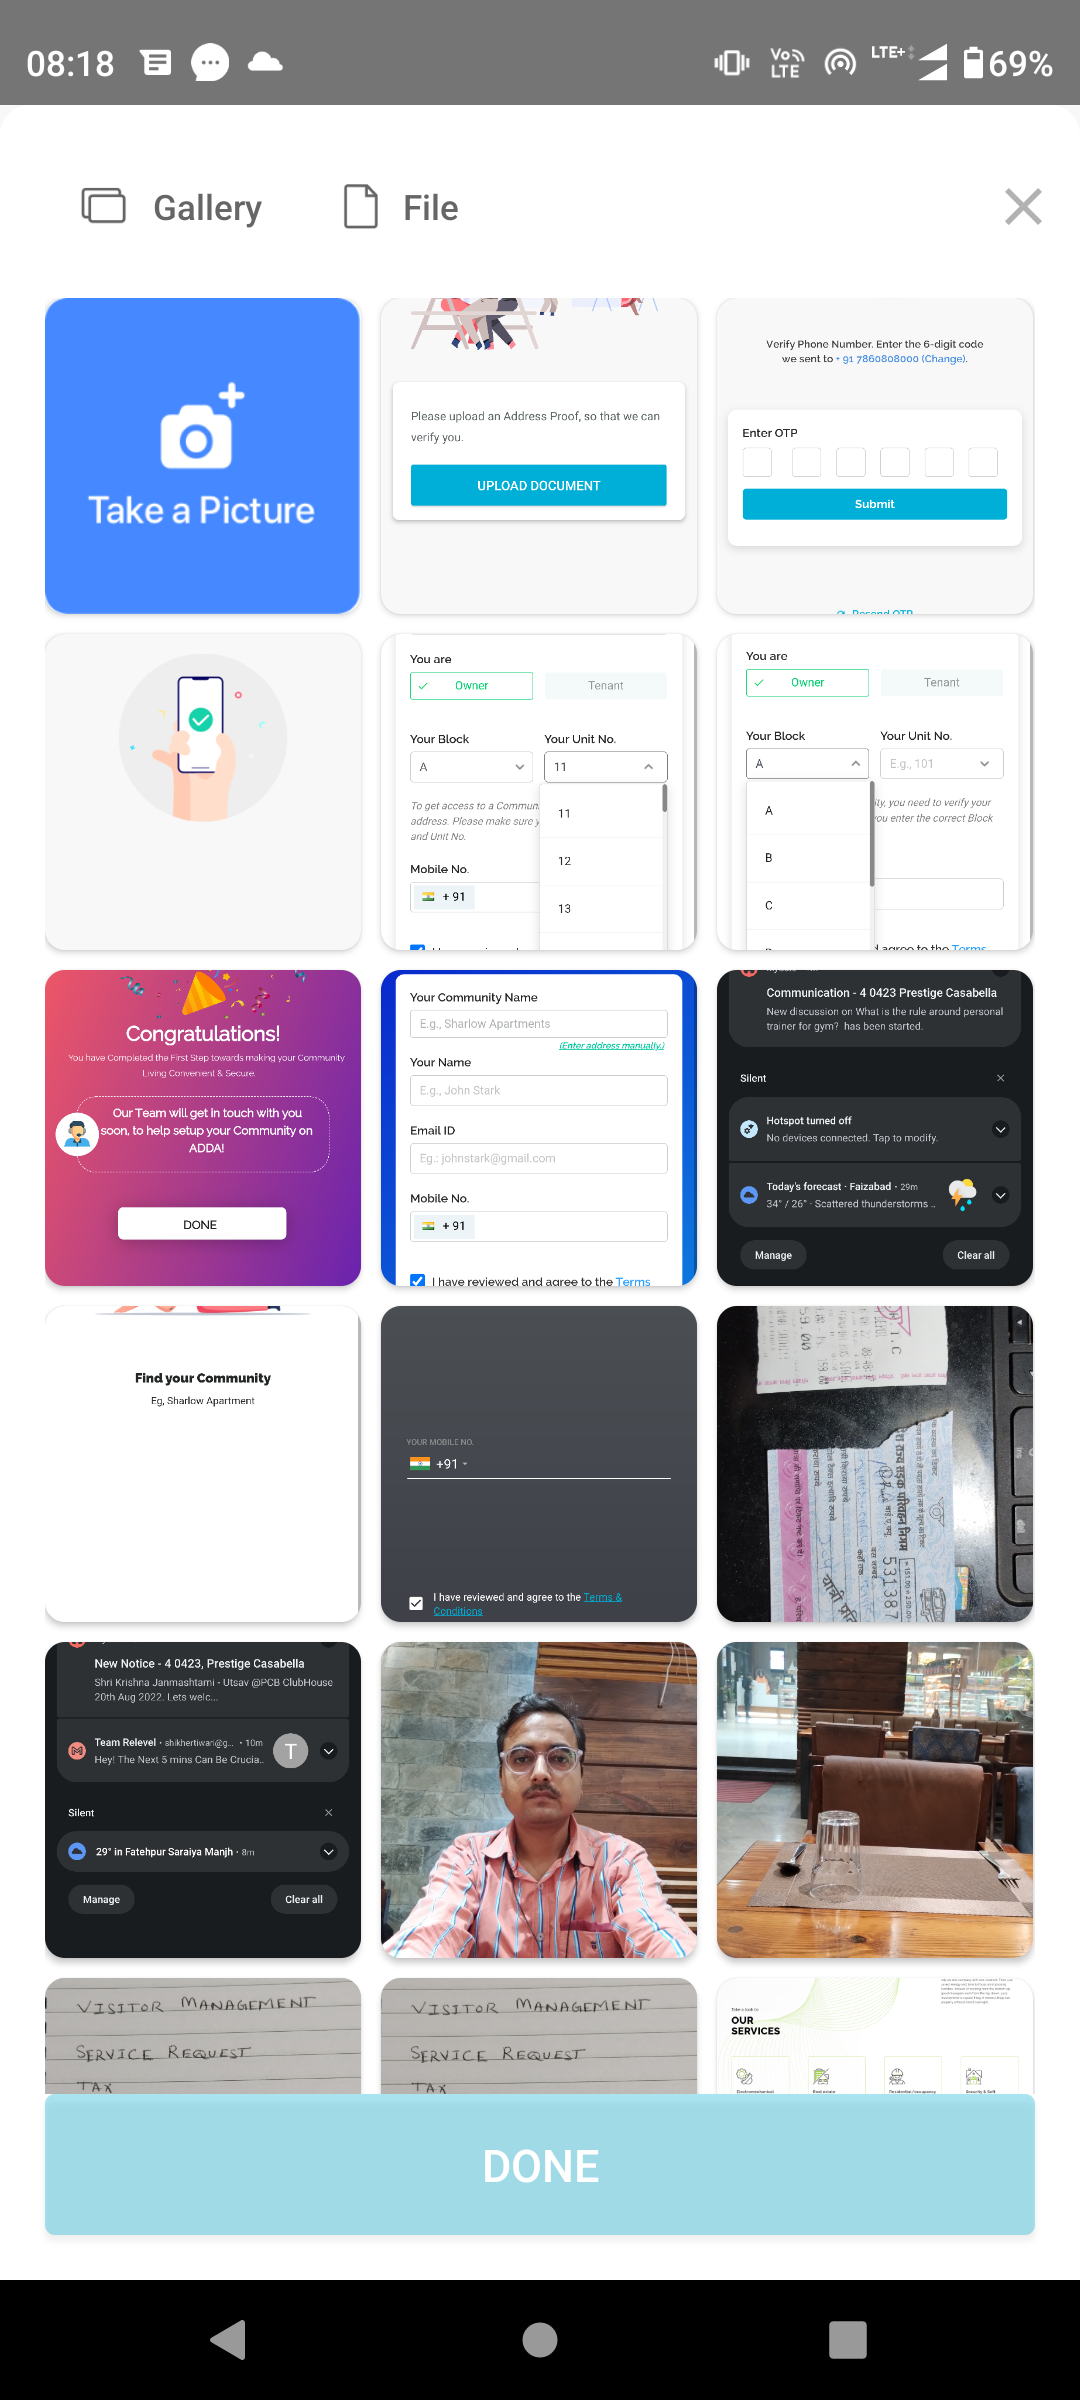 08:18
Vo LTE
LTE+
69%
Gallery
File
Take a Picture
Please upload an Address Proof, so that we can
verify you.
UPLOAD DOCUMENT
Verify Phone Number. Enter the 6-digit code
we sent to + 91 7860808000 (Change).
Enter OTP
Submit
Resend OTP
You are
Owner
Tenant
Your Block
Your Unit No.
A
11
To get access to a Commun
address. Please make sure y
and Unit No.
11
12
13
Mobile No.
+ 91
You are
Owner
Tenant
Your Block
Your Unit No.
A
E.g., 101
A
B
C
ity, you need to verify your
you enter the correct Block
d agree to the Terms
Congratulations!
You have Completed the First Step towards making your Community
Living Convenient & Secure.
Our Team will get in touch with you
soon, to help setup your Community on
ADDA!
DONE
Your Community Name
E.g., Sharlow Apartments
(Enter address manually.)
Your Name
E.g., John Stark
Email ID
Eg.: johnstark@gmail.com
Mobile No.
+ 91
I have reviewed and agree to the Terms
Communication - 4 0423 Prestige Casabella
New discussion on What is the rule around personal
trainer for gym? has been started.
Silent
Hotspot turned off
No devices connected. Tap to modify.
Today's forecast · Faizabad · 29m
34° / 26° · Scattered thunderstorms ..
Manage
Clear all
Find your Community
Eg, Sharlow Apartment
YOUR MOBILE NO.
+91
I have reviewed and agree to the Terms &
Conditions
531387
New Notice - 4 0423, Prestige Casabella
Shri Krishna Janmashtami - Utsav @PCB ClubHouse
20th Aug 2022. Lets welc...
Team Relevel · shikhertiwari@g.. · 10m
Hey! The Next 5 mins Can Be Crucia..
T
Silent
29° in Fatehpur Saraiya Manjh · 8m
Manage
Clear all
VISITOR MANAGEMENT
SERVICE REQUEST
TAX
VISITOR MANAGEMENT
SERVICE REQUEST
TAX
Take a look to
OUR
SERVICES
Electromechanical
Real estate
Residential/occupancy
DONE